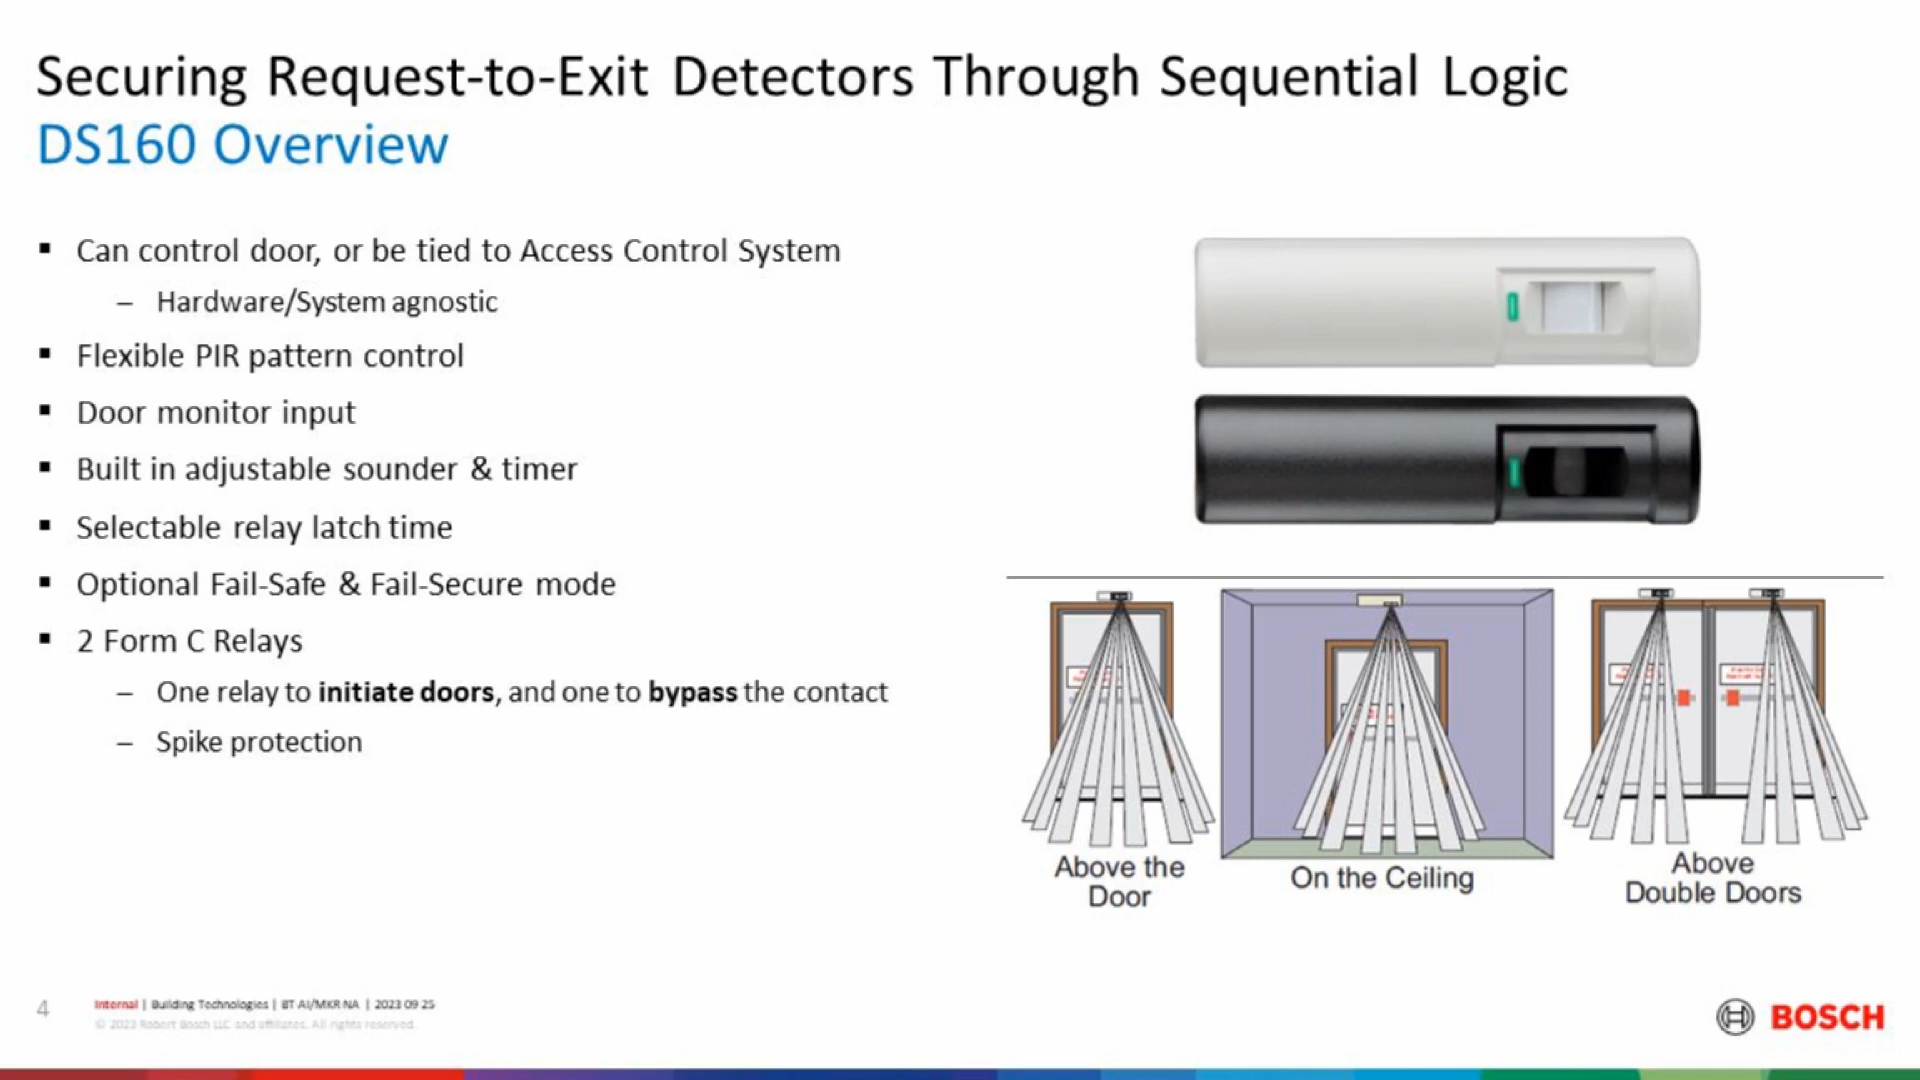 Securing Request-to-Exit Detectors Through Sequential Logic
DS160 Overview
▪ Can control door, or be tied to Access Control System
– Hardware/System agnostic
▪ Flexible PIR pattern control
▪ Door monitor input
▪ Built in adjustable sounder & timer
▪ Selectable relay latch time
▪ Optional Fail-Safe & Fail-Secure mode
▪ 2 Form C Relays
– One relay to initiate doors, and one to bypass the contact
– Spike protection
Above the
Door
On the Ceiling
Above
Double Doors
4
Internal | Building Technologies | BT AI/MKR NA | 2023 09 25
© 2023 Robert Bosch LLC and affiliates. All rights reserved.
BOSCH